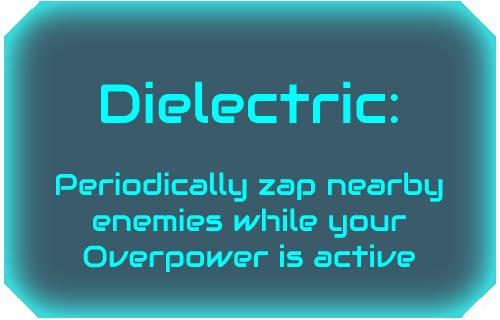 Dielectric:
Periodically zap nearby
enemies while your
Overpower is active